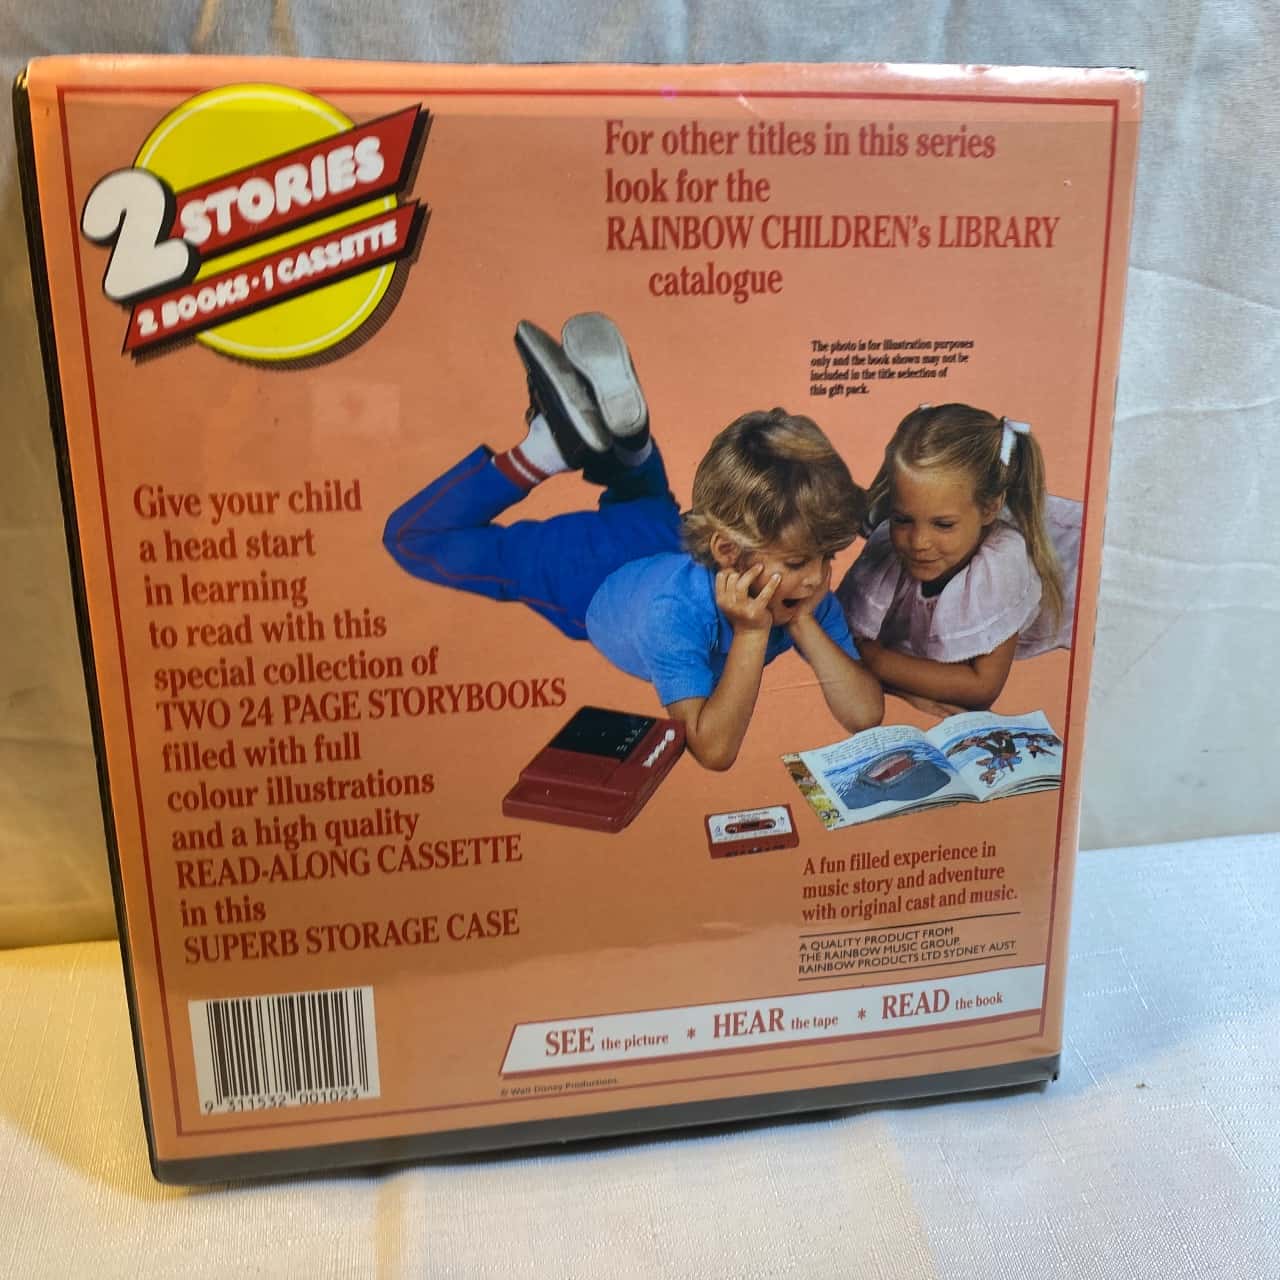 2 STORIES
2 BOOKS · 1 CASSETTE
For other titles in this series
look for the
RAINBOW CHILDREN's LIBRARY
catalogue
The photo is for illustration purposes
only and the book shown may not be
included in the title selection of
this gift pack.
Give your child
a head start
in learning
to read with this
special collection of
TWO 24 PAGE STORYBOOKS
filled with full
colour illustrations
and a high quality
READ-ALONG CASSETTE
in this
SUPERB STORAGE CASE
A fun filled experience in
music story and adventure
with original cast and music.
A QUALITY PRODUCT FROM
THE RAINBOW MUSIC GROUP.
RAINBOW PRODUCTS LTD SYDNEY AUST.
SEE the picture * HEAR the tape * READ the book
© Walt Disney Productions.
9 311532 001023